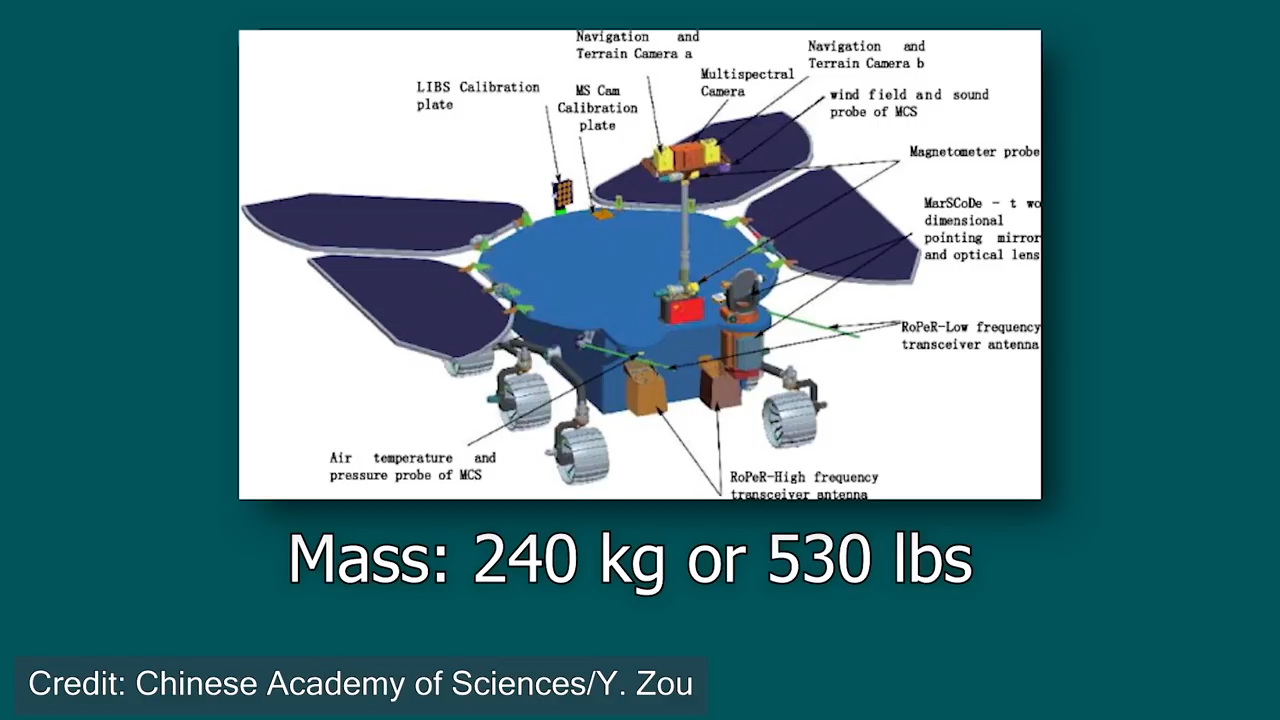 Navigation and
Terrain Camera a
Navigation and
Terrain Camera b
LIBS Calibration
plate
MS Cam
Calibration
plate
Multispectral
Camera
wind field and sound
probe of MCS
Magnetometer probe
MarSCoDe - t wo
dimensional
pointing mirror
and optical lens
RoPeR-Low frequency
transceiver antenna
Air temperature and
pressure probe of MCS
RoPeR-High frequency
transceiver antenna
Mass: 240 kg or 530 lbs
Credit: Chinese Academy of Sciences/Y. Zou